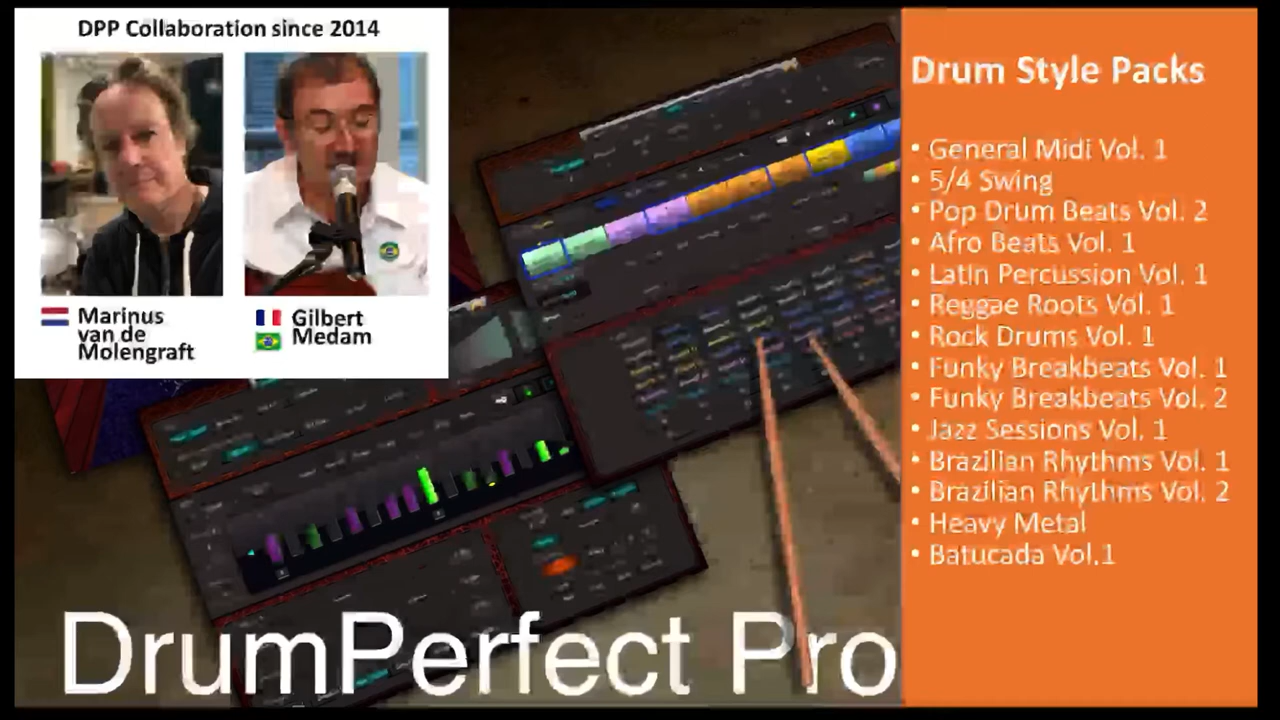 DPP Collaboration since 2014
Marinus
van de
Molengraft
Gilbert
Medam
DrumPerfect Pro
Drum Style Packs
• General Midi Vol. 1
• 5/4 Swing
• Pop Drum Beats Vol. 2
• Afro Beats Vol. 1
• Latin Percussion Vol. 1
• Reggae Roots Vol. 1
• Rock Drums Vol. 1
• Funky Breakbeats Vol. 1
• Funky Breakbeats Vol. 2
• Jazz Sessions Vol. 1
• Brazilian Rhythms Vol. 1
• Brazilian Rhythms Vol. 2
• Heavy Metal
• Batucada Vol.1